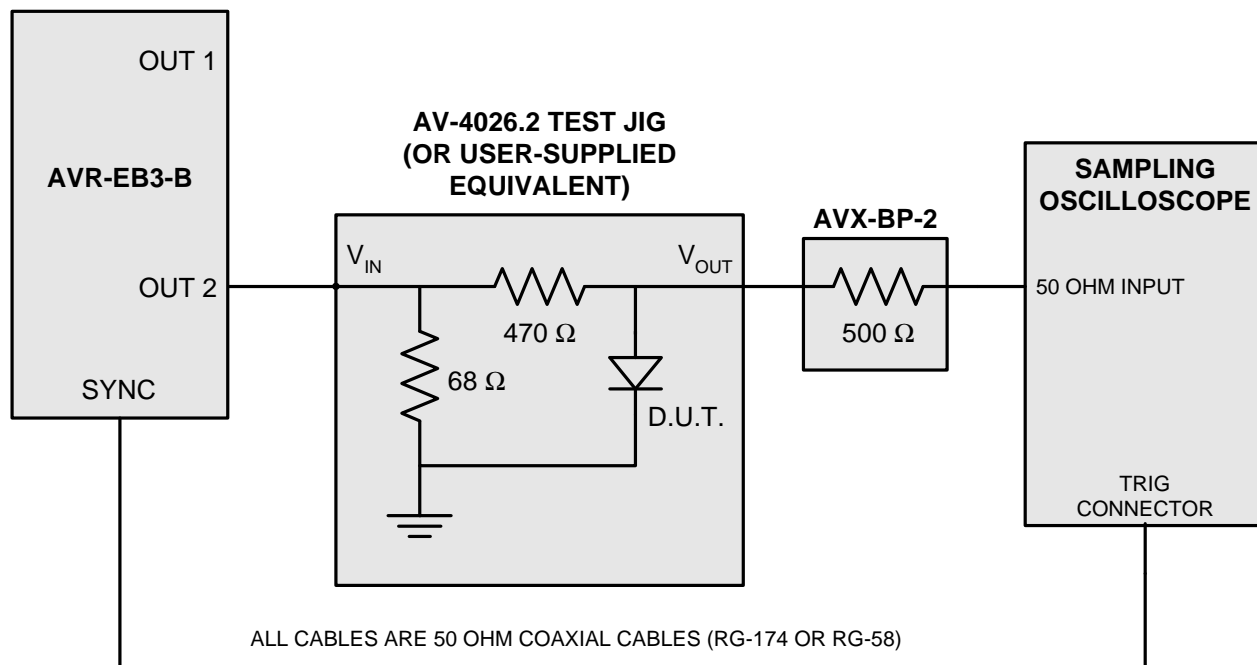 OUT 1
AVR-EB3-B
OUT 2
SYNC
AV-4026.2 TEST JIG
(OR USER-SUPPLIED
EQUIVALENT)
VIN
VOUT
470 Ω
68 Ω
D.U.T.
AVX-BP-2
500 Ω
SAMPLING
OSCILLOSCOPE
50 OHM INPUT
TRIG
CONNECTOR
ALL CABLES ARE 50 OHM COAXIAL CABLES (RG-174 OR RG-58)